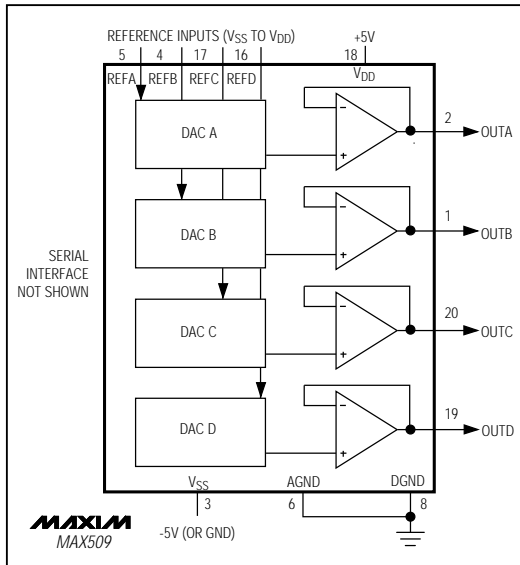 REFERENCE INPUTS (VSS TO VDD)
+5V
5 4 17 16 18
REFA REFB REFC REFD VDD
DAC A
2
OUTA
DAC B
1
OUTB
SERIAL
INTERFACE
NOT SHOWN
DAC C
20
OUTC
DAC D
19
OUTD
VSS AGND DGND
3 6 8
-5V (OR GND)
MAXIM
MAX509
- +
- +
- +
- +